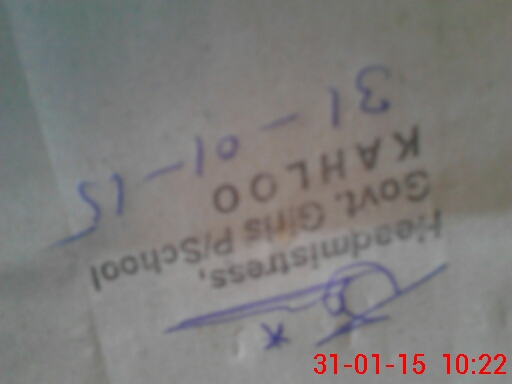 Headmistress,
Govt. Girls P/School
KAHLOO
31-01-15
31-01-15 10:22